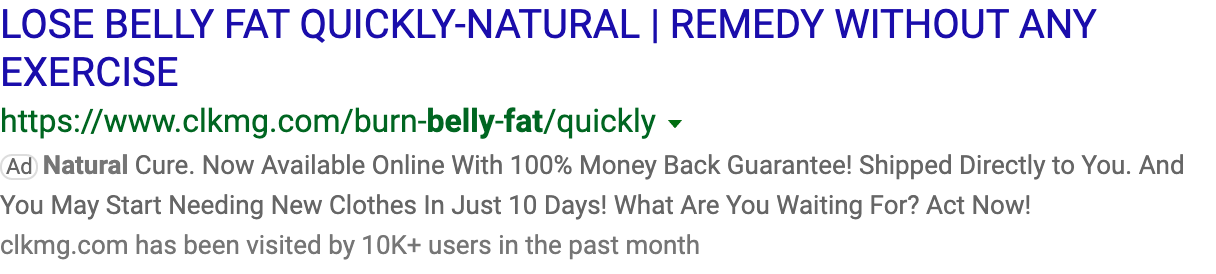 LOSE BELLY FAT QUICKLY-NATURAL | REMEDY WITHOUT ANY
EXERCISE
https://www.clkmg.com/burn-belly-fat/quickly
Ad Natural Cure. Now Available Online With 100% Money Back Guarantee! Shipped Directly to You. And
You May Start Needing New Clothes In Just 10 Days! What Are You Waiting For? Act Now!
clkmg.com has been visited by 10K+ users in the past month